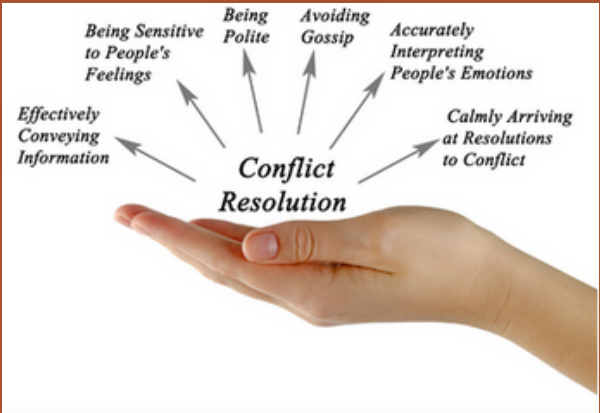 Effectively
Conveying
Information
Being Sensitive
to People's
Feelings
Being
Polite
Avoiding
Gossip
Accurately
Interpreting
People's Emotions
Calmly Arriving
at Resolutions
to Conflict
Conflict
Resolution